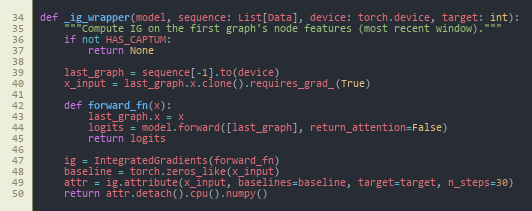 34 def _ig_wrapper(model, sequence: List[Data], device: torch.device, target: int):
35     """Compute IG on the first graph's node features (most recent window)."""
36     if not HAS_CAPTUM:
37         return None
38
39     last_graph = sequence[-1].to(device)
40     x_input = last_graph.x.clone().requires_grad_(True)
41
42     def forward_fn(x):
43         last_graph.x = x
44         logits = model.forward([last_graph], return_attention=False)
45         return logits
46
47     ig = IntegratedGradients(forward_fn)
48     baseline = torch.zeros_like(x_input)
49     attr = ig.attribute(x_input, baselines=baseline, target=target, n_steps=30)
50     return attr.detach().cpu().numpy()